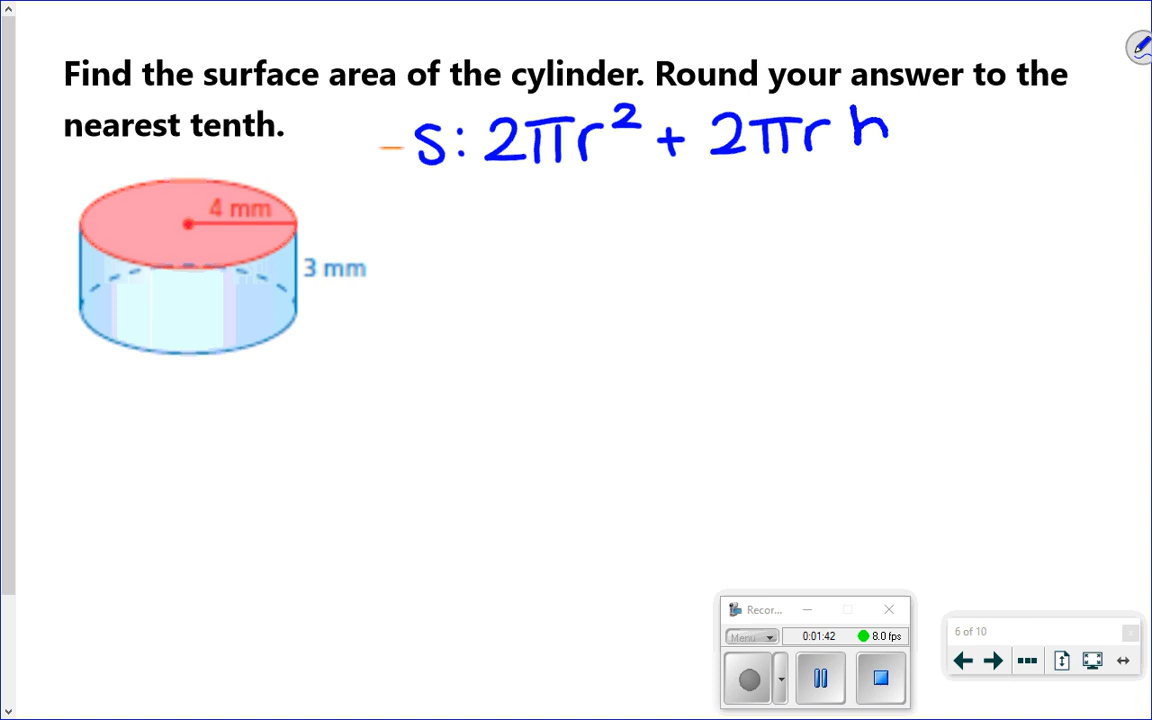 Find the surface area of the cylinder. Round your answer to the
nearest tenth.
S: 2πr² + 2πrh
4 mm
3 mm
Recor...
Menu
0:01:42
8.0 fps
6 of 10